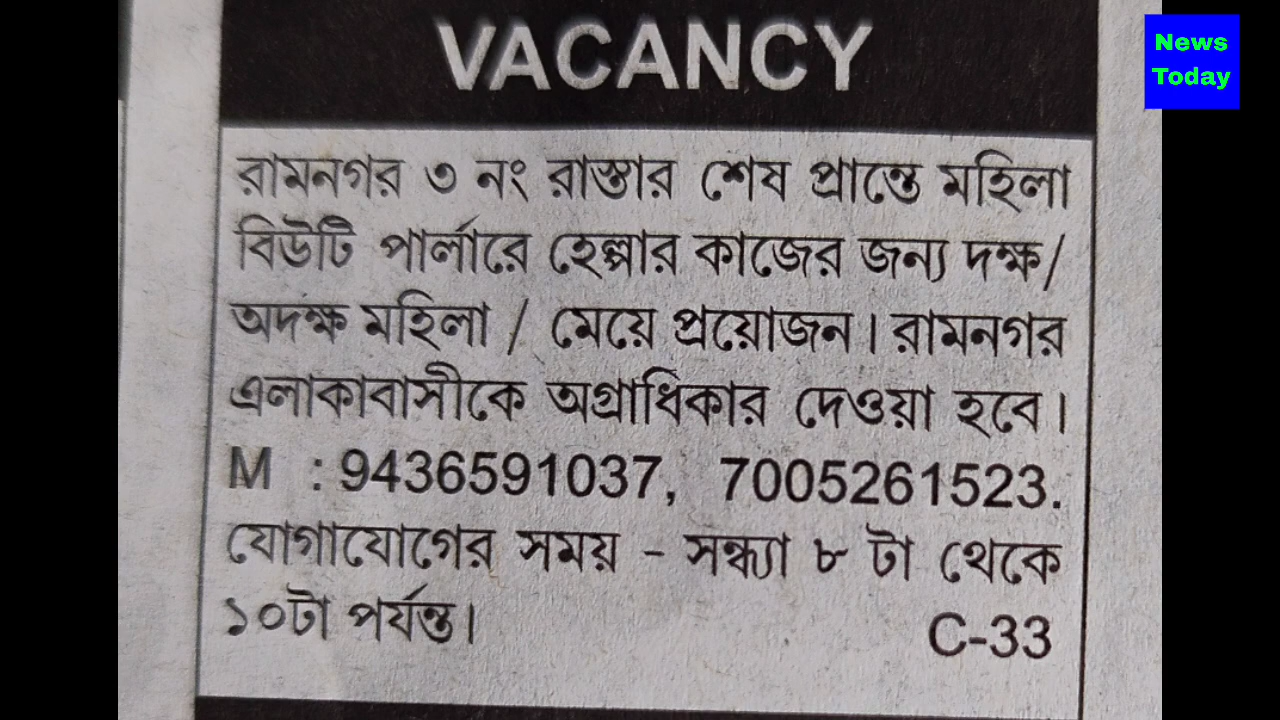 VACANCY
News
Today
রামনগর ৩ নং রাস্তার শেষ প্রান্তে মহিলা
বিউটি পার্লারে হেল্পার কাজের জন্য দক্ষ/
অদক্ষ মহিলা / মেয়ে প্রয়োজন। রামনগর
এলাকাবাসীকে অগ্রাধিকার দেওয়া হবে।
M : 9436591037, 7005261523.
যোগাযোগের সময় - সন্ধ্যা ৮ টা থেকে
১০টা পর্যন্ত।
C-33